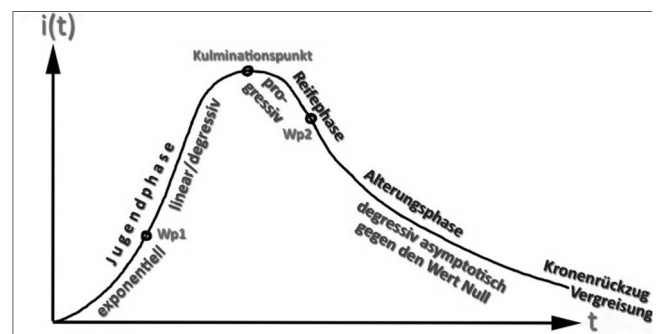 i(t)
Kulminationspunkt
pro-
gressiv
Reifephase
Wp2
Jugendphase
linear/degressiv
Wp1
exponentiell
Alterungsphase
degressiv asymptotisch
gegen den Wert Null
Kronenrückzug
Vergreisung
t